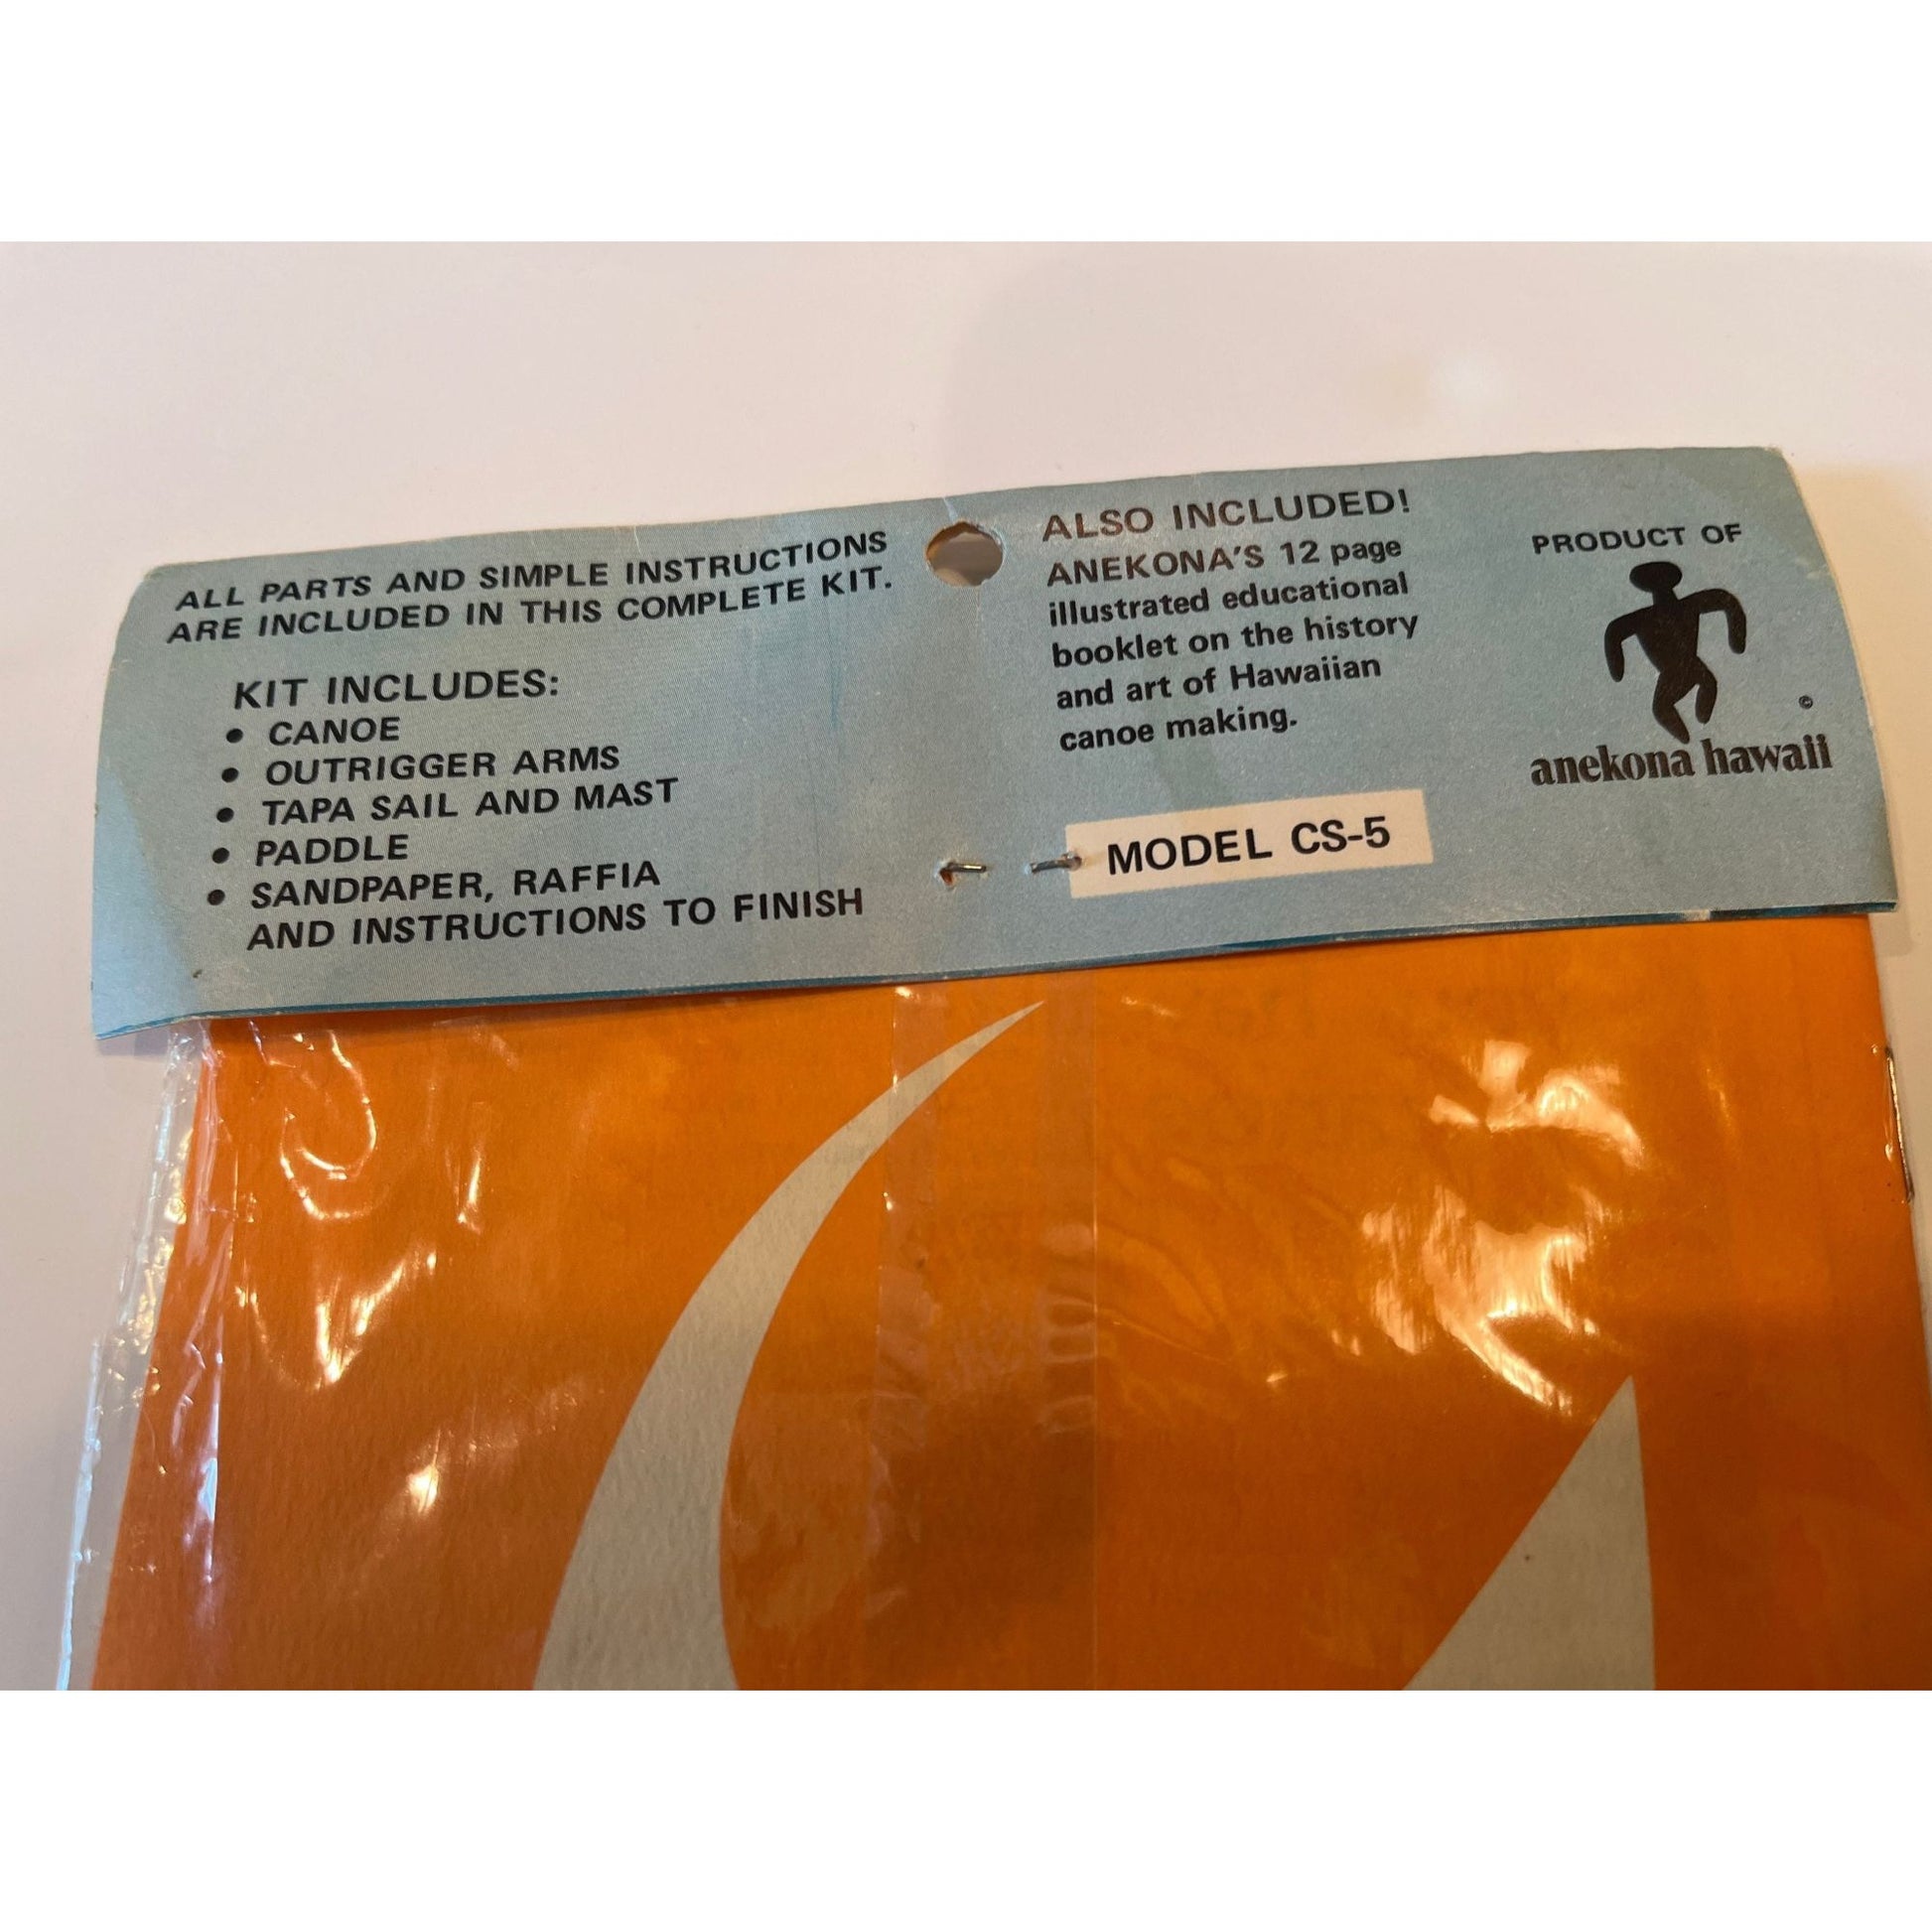 ALL PARTS AND SIMPLE INSTRUCTIONS
ARE INCLUDED IN THIS COMPLETE KIT.
KIT INCLUDES:
• CANOE
• OUTRIGGER ARMS
• TAPA SAIL AND MAST
• PADDLE
• SANDPAPER, RAFFIA
AND INSTRUCTIONS TO FINISH
ALSO INCLUDED!
ANEKONA'S 12 page
illustrated educational
booklet on the history
and art of Hawaiian
canoe making.
MODEL CS-5
PRODUCT OF
©
anekona hawaii